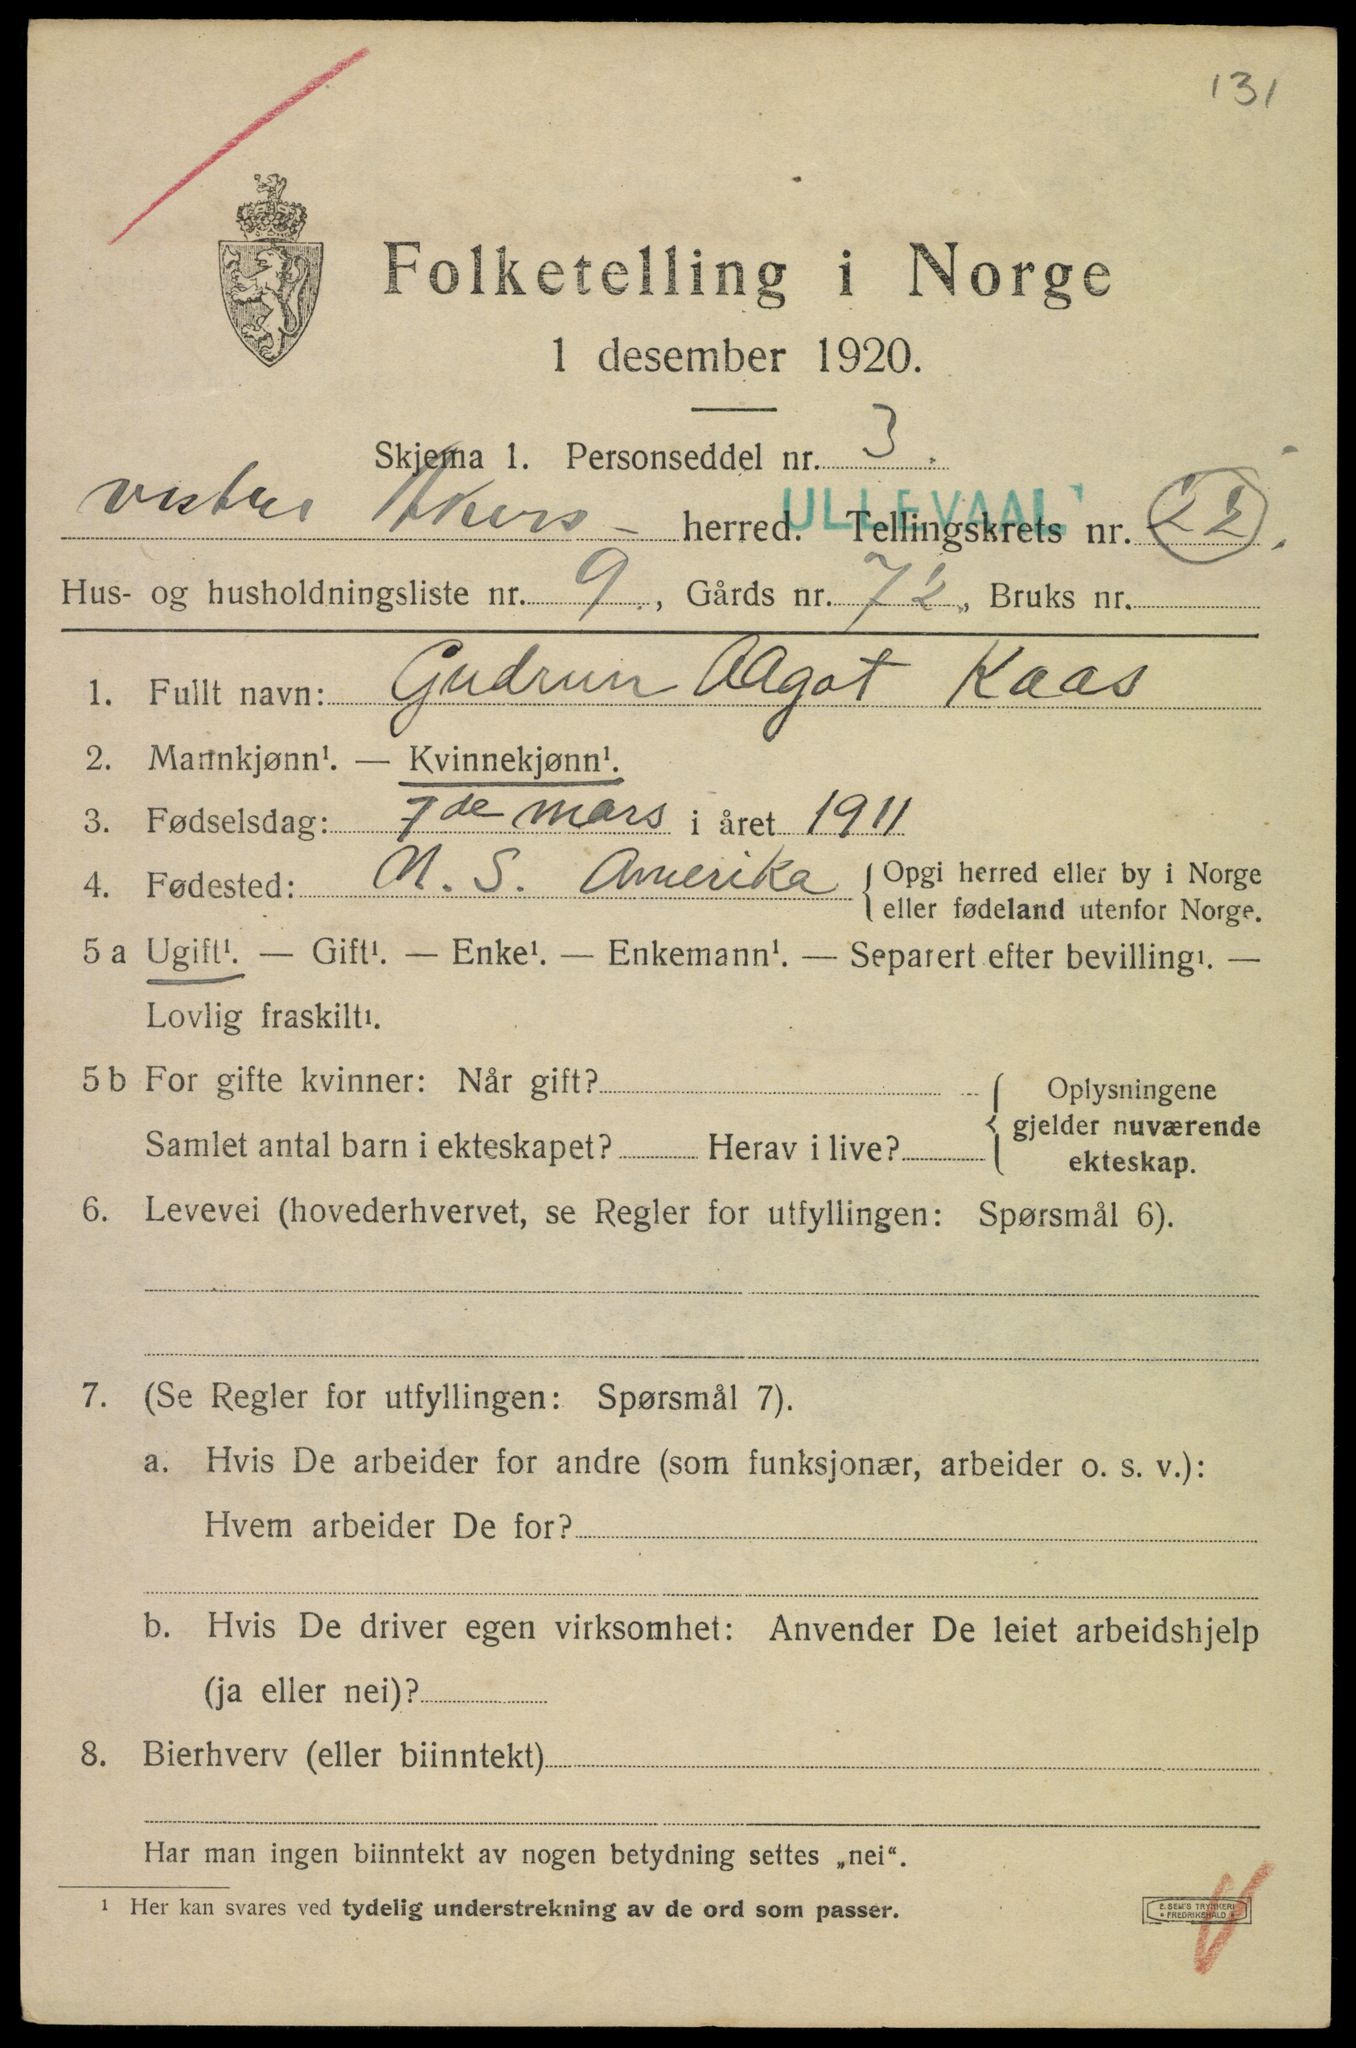 131
Folketelling i Norge
1 desember 1920.
Skjema 1. Personseddel nr. 3.
ULLEVAAL
vestre Akers - herred. Tellingskrets nr. 22.
Hus- og husholdningsliste nr. 9, Gårds nr. 72, Bruks nr.
1. Fullt navn: Gudrun Aagot Kaas
2. Mannkjønn¹. — Kvinnekjønn¹.
3. Fødselsdag: 7de mars i året 1911
4. Fødested: N. S. Amerika { Opgi herred eller by i Norge
eller fødeland utenfor Norge.
5 a Ugift¹. — Gift¹. — Enke¹. — Enkemann¹. — Separert efter bevilling¹. —
Lovlig fraskilt¹.
5 b For gifte kvinner: Når gift?
Samlet antal barn i ekteskapet? Herav i live?
{ Oplysningene
gjelder nuværende
ekteskap.
6. Levevei (hovederhvervet, se Regler for utfyllingen: Spørsmål 6).
7. (Se Regler for utfyllingen: Spørsmål 7).
a. Hvis De arbeider for andre (som funksjonær, arbeider o. s. v.):
Hvem arbeider De for?
b. Hvis De driver egen virksomhet: Anvender De leiet arbeidshjelp
(ja eller nei)?
8. Bierhverv (eller biinntekt)
Har man ingen biinntekt av nogen betydning settes „nei“.
¹ Her kan svares ved tydelig understrekning av de ord som passer.
E. SEM'S TRYKKERI
* FREDRIKSHALD *